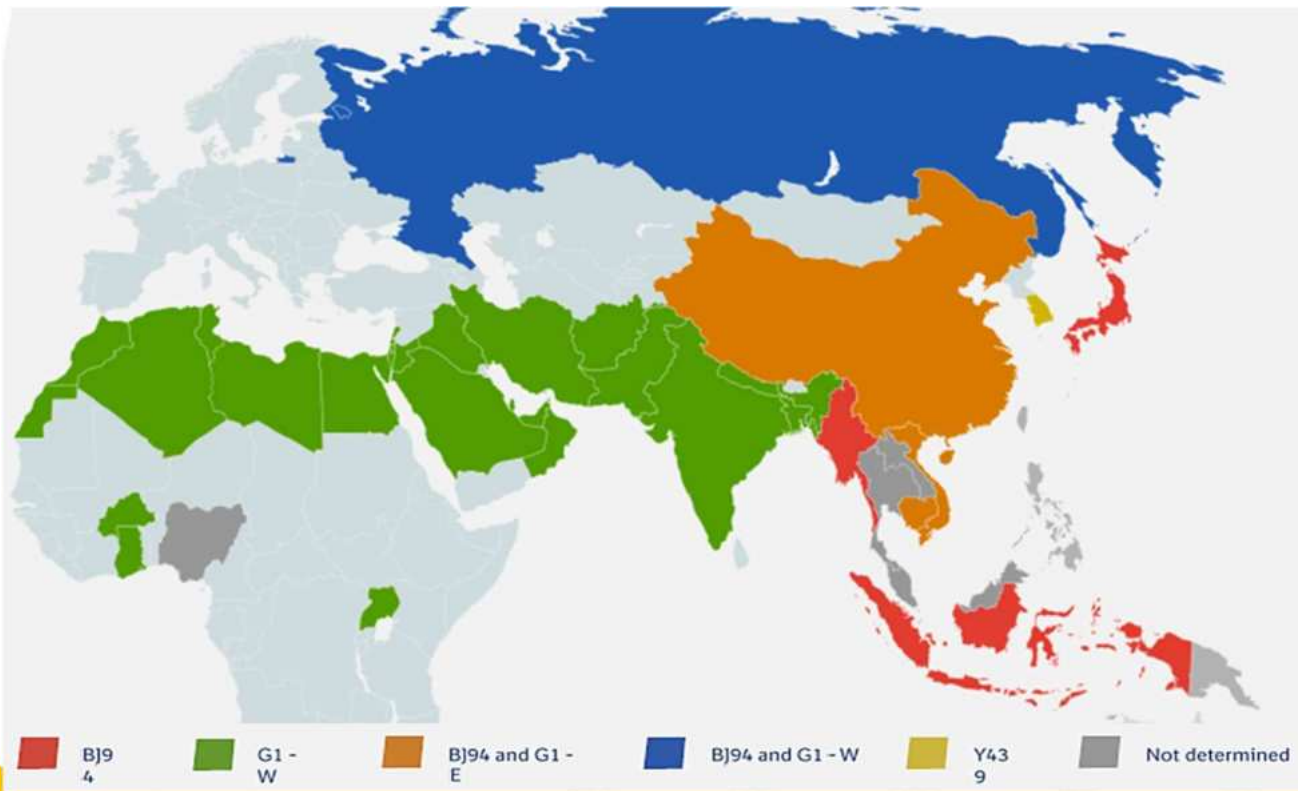 BJ9
4
G1 -
W
BJ94 and G1 -
E
BJ94 and G1 - W
Y43
9
Not determined